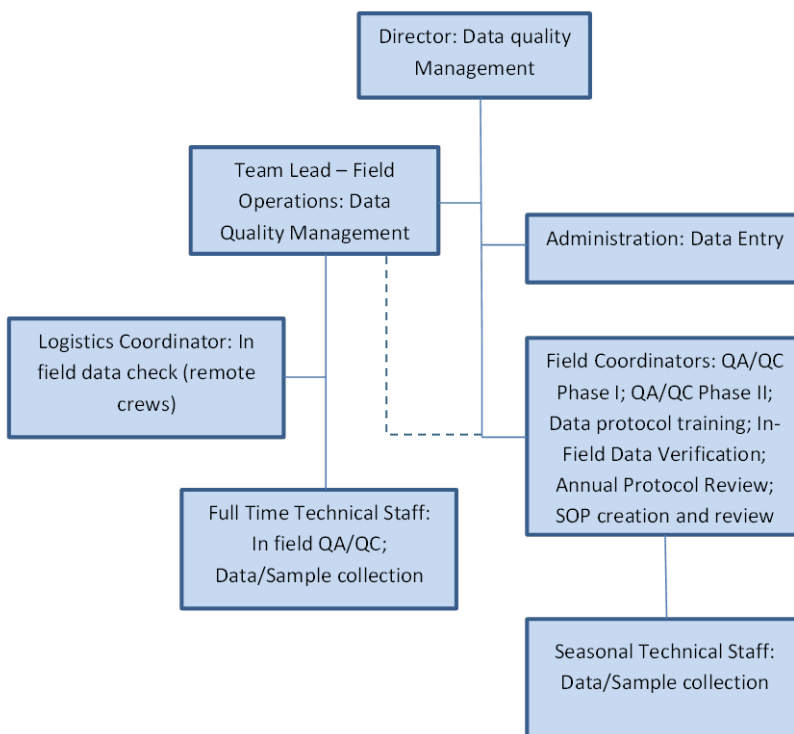 Director: Data quality
Management
Team Lead – Field
Operations: Data
Quality Management
Administration: Data Entry
Logistics Coordinator: In
field data check (remote
crews)
Field Coordinators: QA/QC
Phase I; QA/QC Phase II;
Data protocol training; In-
Field Data Verification;
Annual Protocol Review;
SOP creation and review
Full Time Technical Staff:
In field QA/QC;
Data/Sample collection
Seasonal Technical Staff:
Data/Sample collection